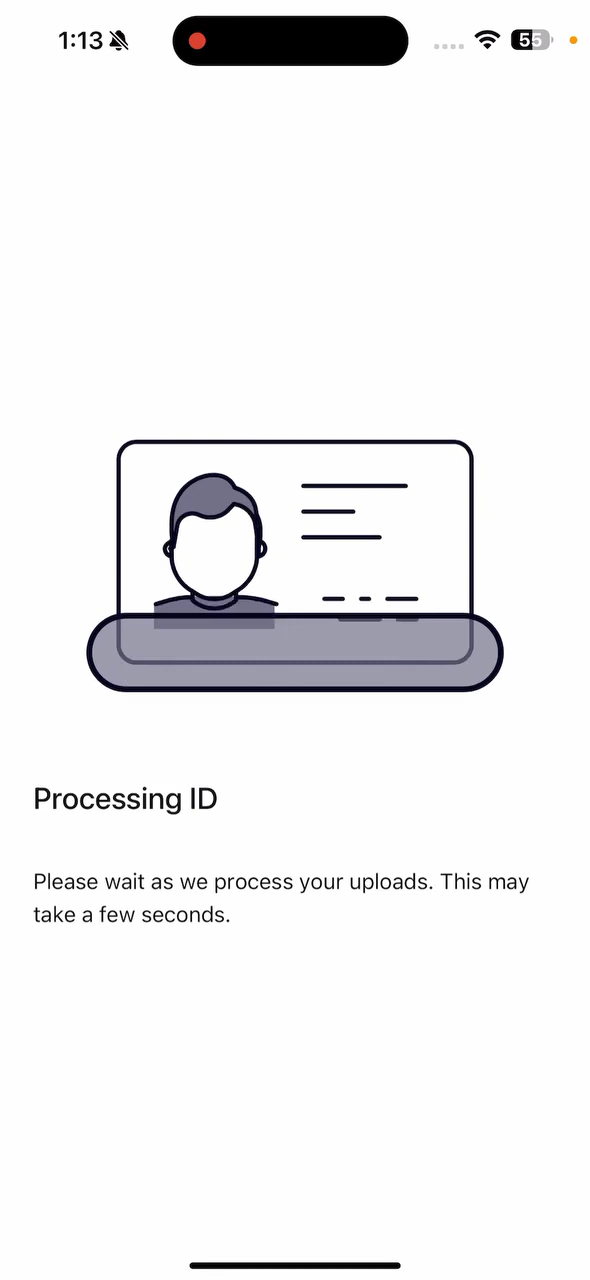 1:13
55
Processing ID
Please wait as we process your uploads. This may
take a few seconds.